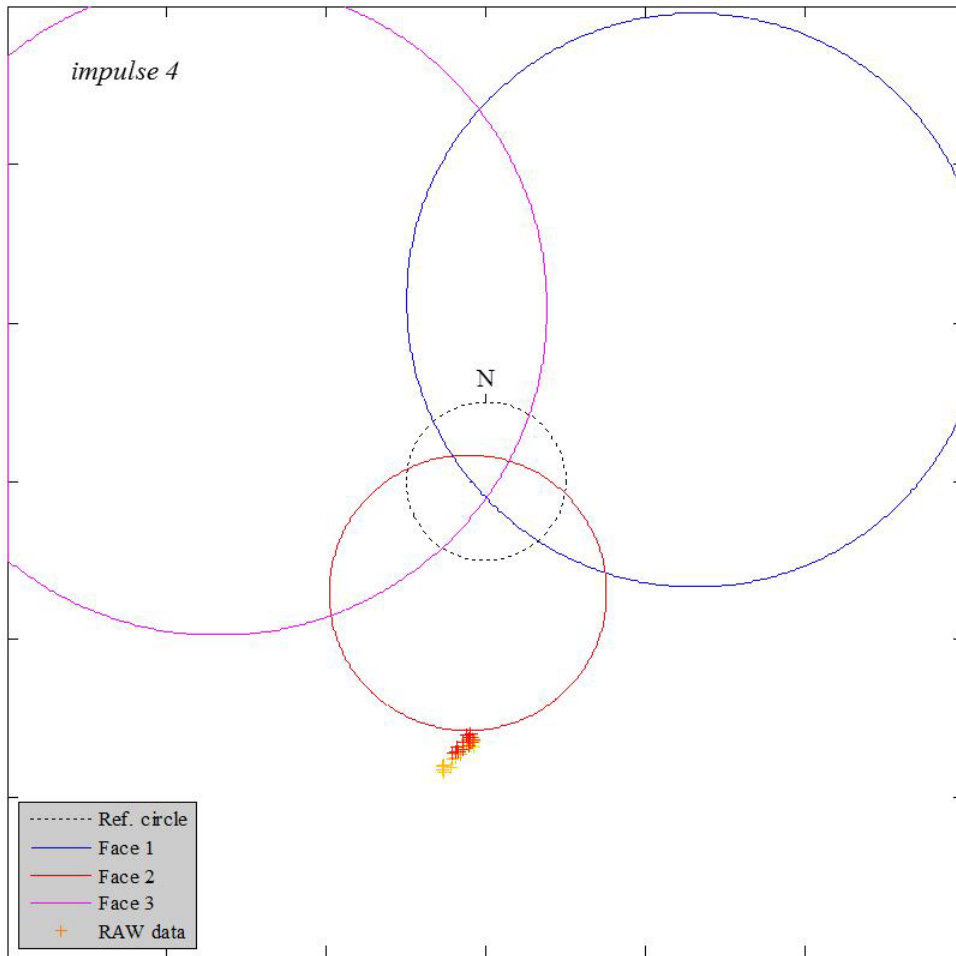 impulse 4
N
Ref. circle
Face 1
Face 2
Face 3
RAW data